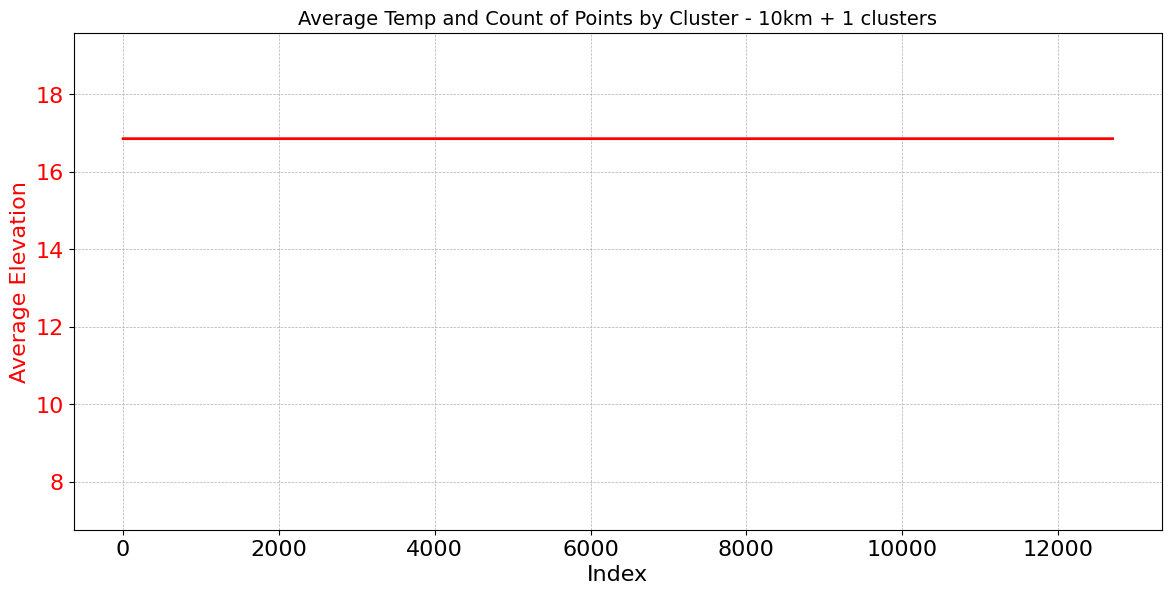 Average Temp and Count of Points by Cluster - 10km + 1 clusters
18
16
14
12
10
8
Average Elevation
0 2000 4000 6000 8000 10000 12000
Index